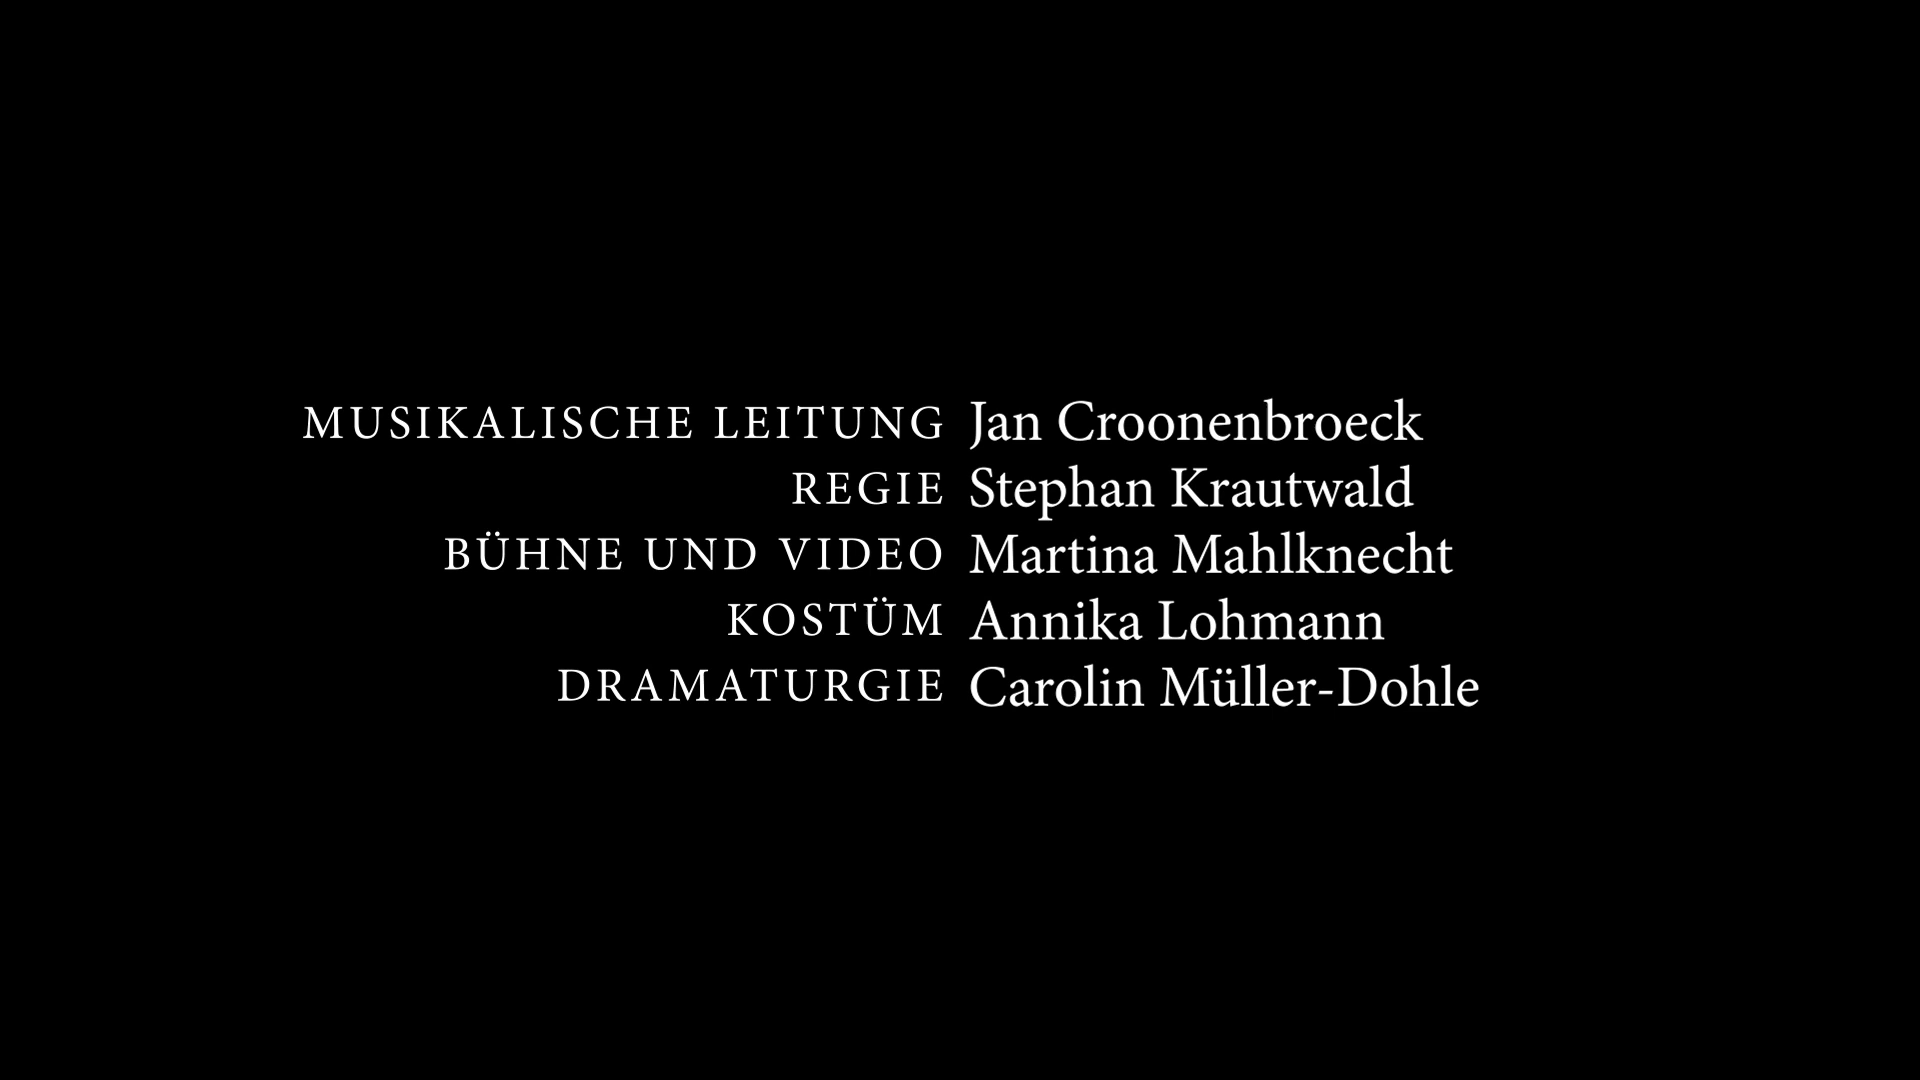 MUSIKALISCHE LEITUNG Jan Croonenbroeck
REGIE Stephan Krautwald
BÜHNE UND VIDEO Martina Mahlknecht
KOSTÜM Annika Lohmann
DRAMATURGIE Carolin Müller-Dohle